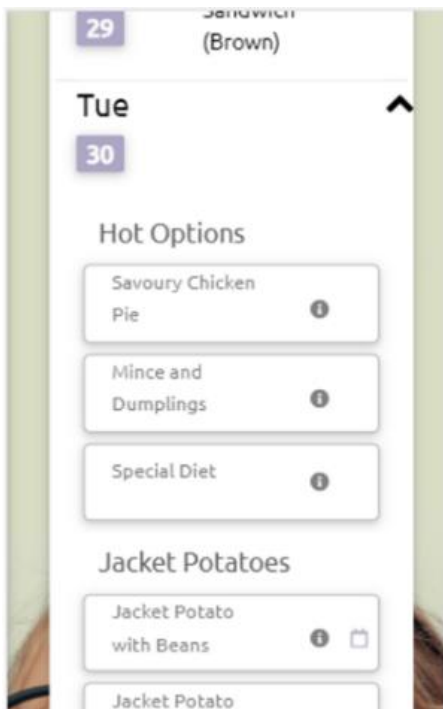 29
Sandwich
(Brown)
Tue
30
Hot Options
Savoury Chicken
Pie
Mince and
Dumplings
Special Diet
Jacket Potatoes
Jacket Potato
with Beans
Jacket Potato